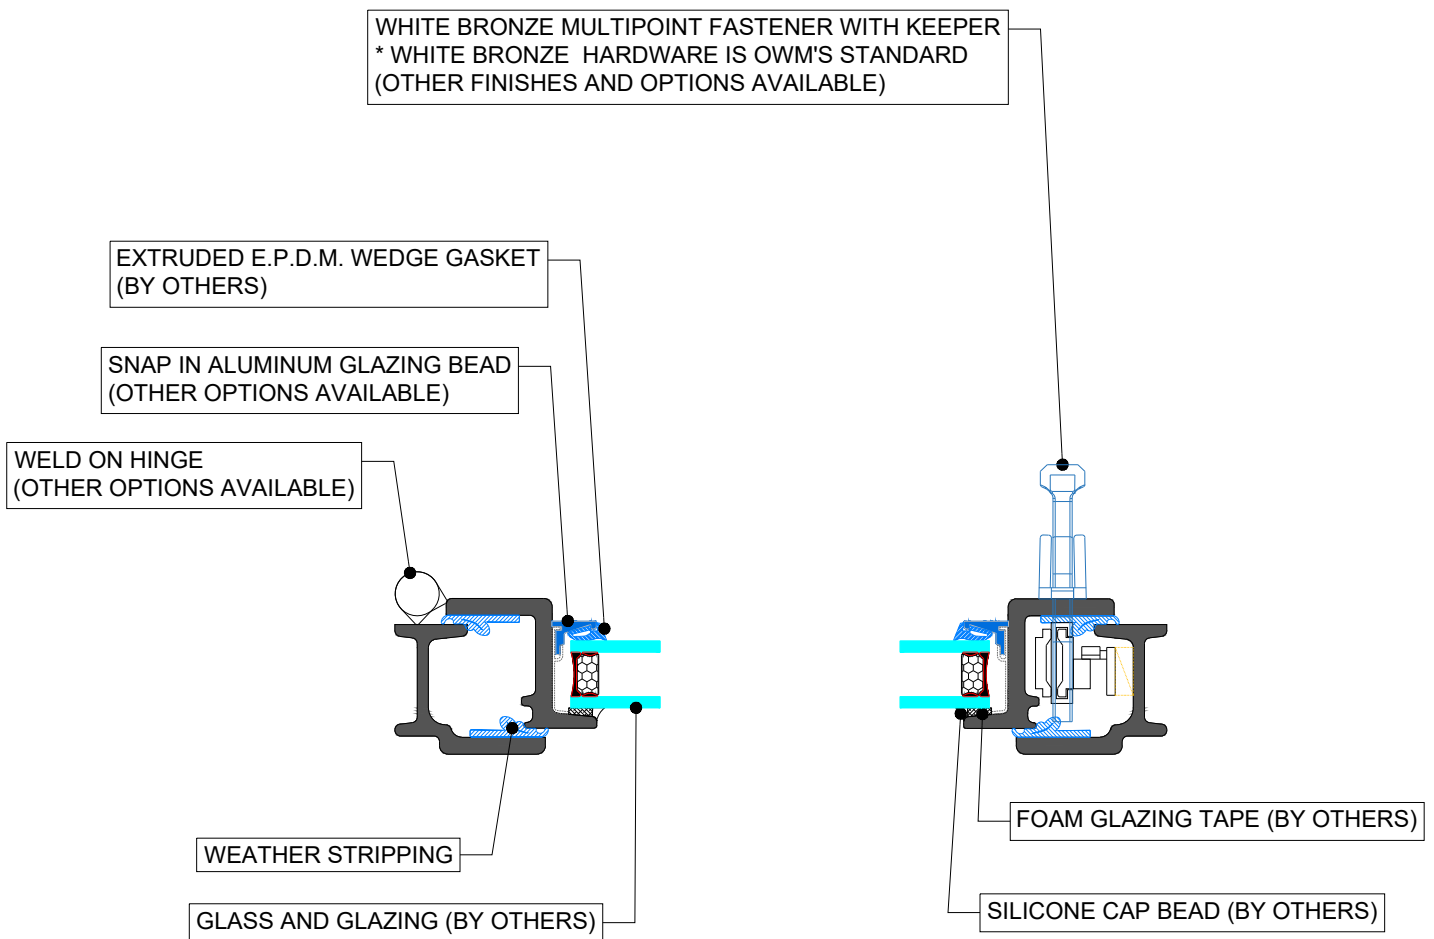 WHITE BRONZE MULTIPOINT FASTENER WITH KEEPER
* WHITE BRONZE  HARDWARE IS OWM'S STANDARD
(OTHER FINISHES AND OPTIONS AVAILABLE)
EXTRUDED E.P.D.M. WEDGE GASKET
(BY OTHERS)
SNAP IN ALUMINUM GLAZING BEAD
(OTHER OPTIONS AVAILABLE)
WELD ON HINGE
(OTHER OPTIONS AVAILABLE)
FOAM GLAZING TAPE (BY OTHERS)
WEATHER STRIPPING
SILICONE CAP BEAD (BY OTHERS)
GLASS AND GLAZING (BY OTHERS)